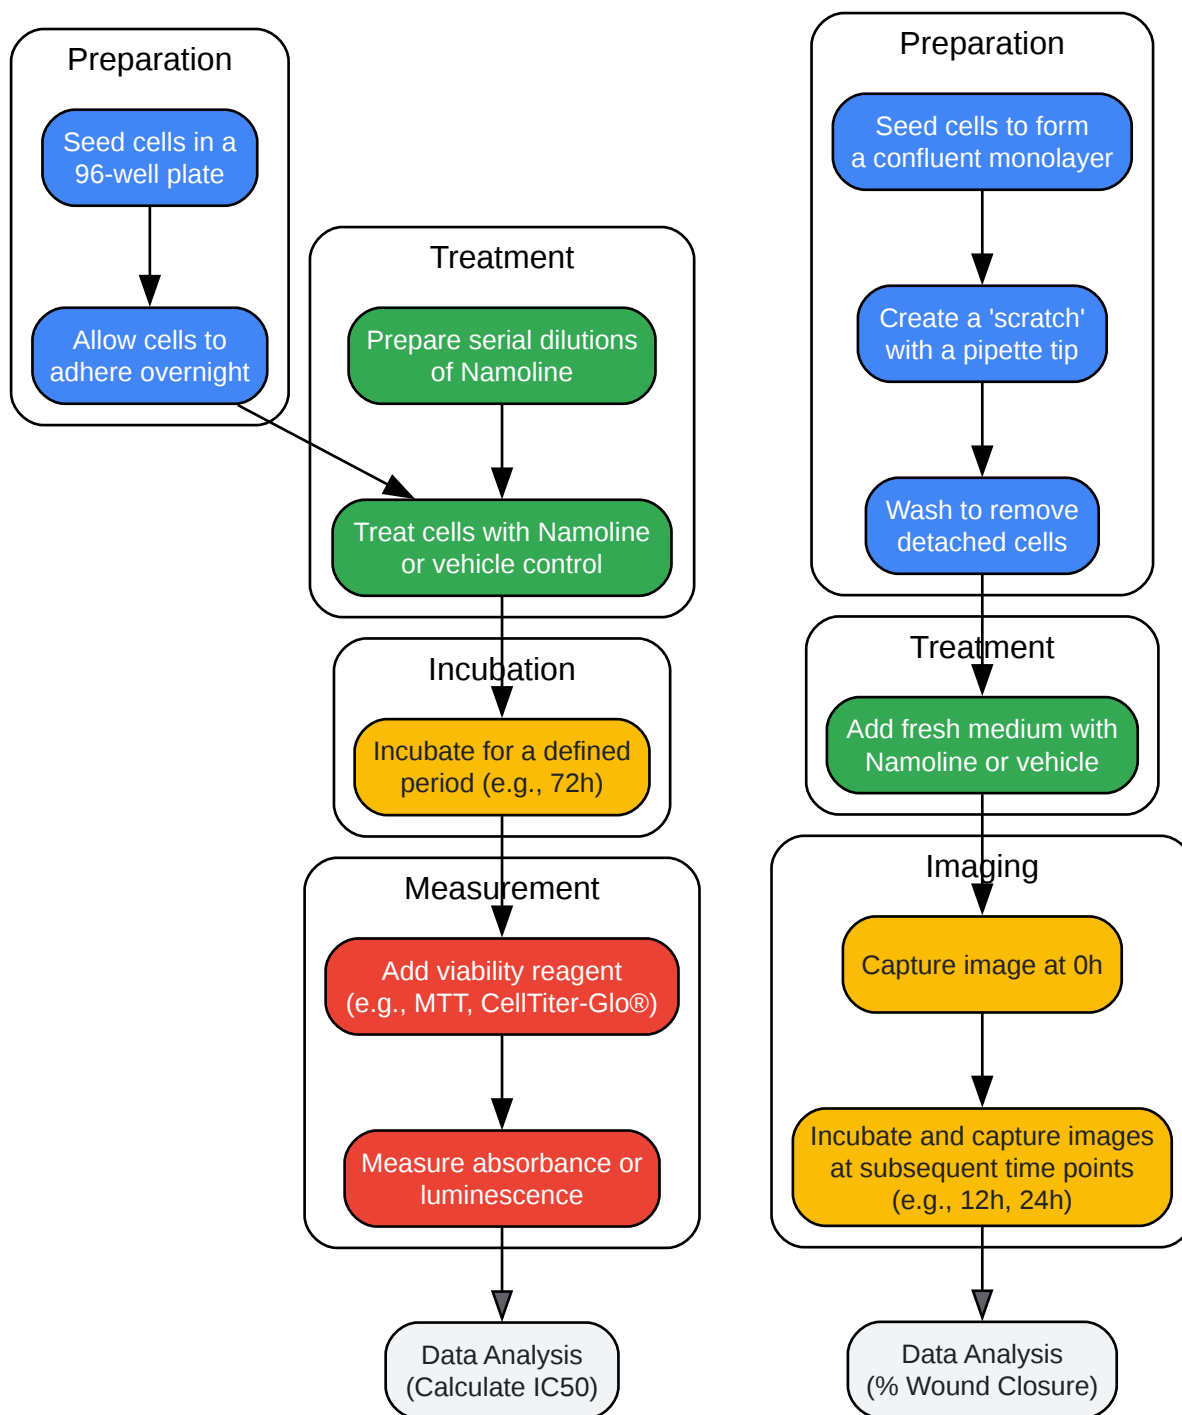 Preparation
Seed cells in a
96-well plate
Allow cells to
adhere overnight
Treatment
Prepare serial dilutions
of Namoline
Treat cells with Namoline
or vehicle control
Incubation
Incubate for a defined
period (e.g., 72h)
Measurement
Add viability reagent
(e.g., MTT, CellTiter-Glo®)
Measure absorbance or
luminescence
Data Analysis
(Calculate IC50)
Preparation
Seed cells to form
a confluent monolayer
Create a 'scratch'
with a pipette tip
Wash to remove
detached cells
Treatment
Add fresh medium with
Namoline or vehicle
Imaging
Capture image at 0h
Incubate and capture images
at subsequent time points
(e.g., 12h, 24h)
Data Analysis
(% Wound Closure)